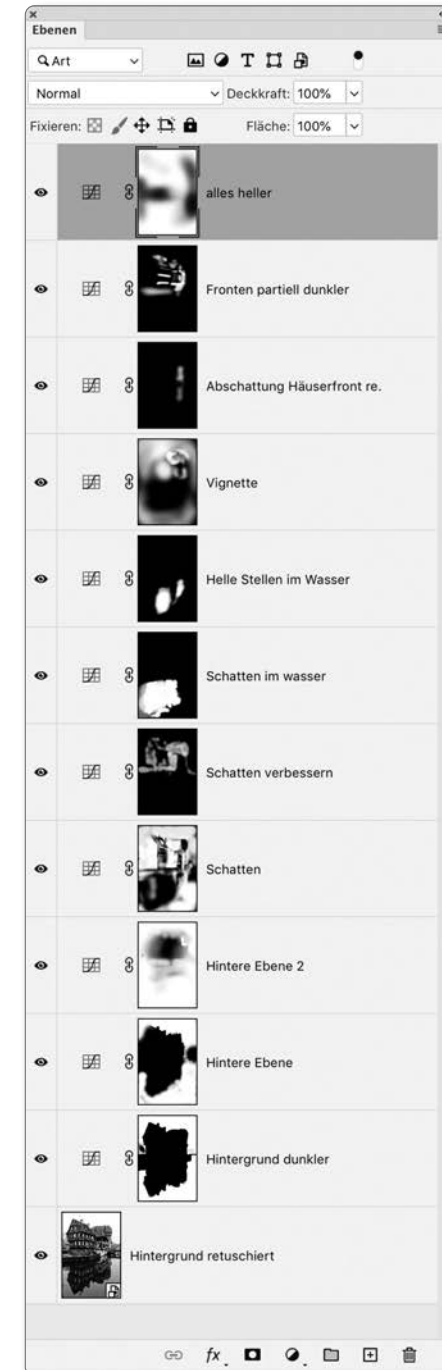 Ebenen
Art
Normal
Deckkraft: 100%
Fixieren:
Fläche: 100%
alles heller
Fronten partiell dunkler
Abschattung Häuserfront re.
Vignette
Helle Stellen im Wasser
Schatten im wasser
Schatten verbessern
Schatten
Hintere Ebene 2
Hintere Ebene
Hintergrund dunkler
Hintergrund retuschiert
fx